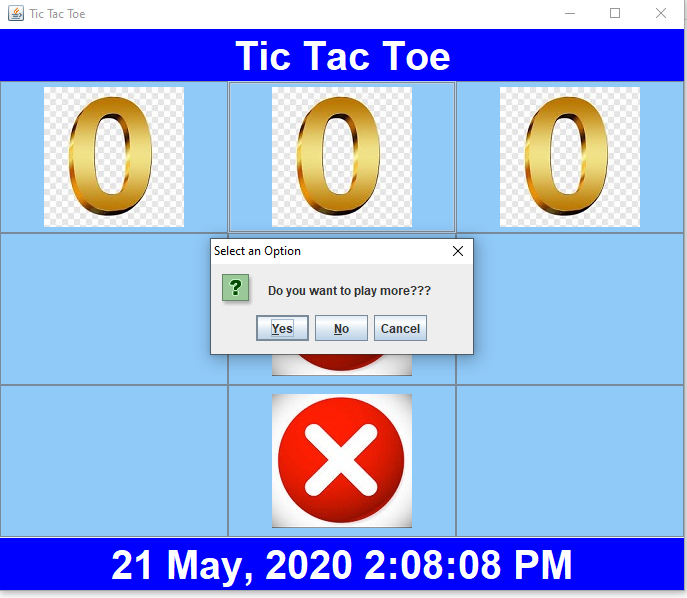 Tic Tac Toe
Tic Tac Toe
0 0 0
Select an Option
? Do you want to play more???
Yes No Cancel
21 May, 2020 2:08:08 PM